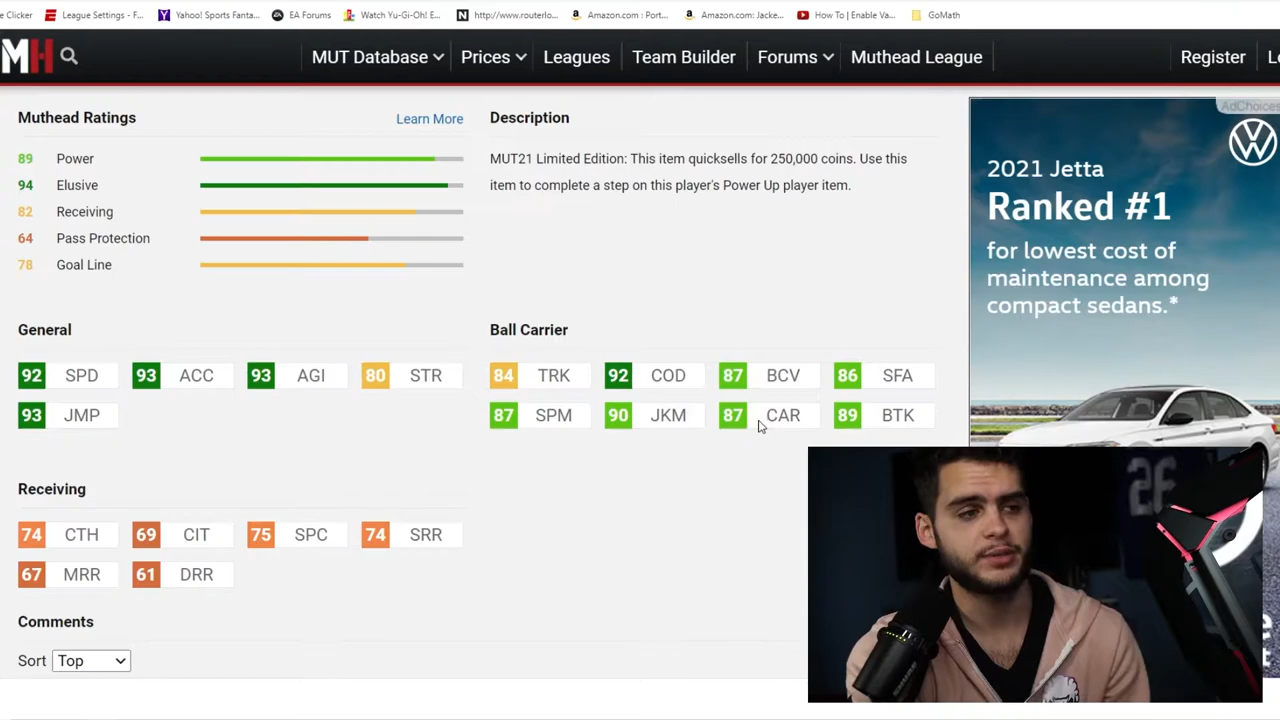 e Clicker League Settings - F... Yahoo! Sports Fanta... EA Forums Watch Yu-Gi-Oh! E... http://www.routerlo... Amazon.com : Port... Amazon.com: Jacke... How To | Enable Va... GoMath
MH MUT Database Prices Leagues Team Builder Forums Muthead League Register L
Muthead Ratings Learn More
89 Power
94 Elusive
82 Receiving
64 Pass Protection
78 Goal Line
Description
MUT21 Limited Edition: This item quicksells for 250,000 coins. Use this
item to complete a step on this player's Power Up player item.
AdChoices
2021 Jetta
Ranked #1
for lowest cost of
maintenance among
compact sedans.*
General
92 SPD 93 ACC 93 AGI 80 STR
93 JMP
Ball Carrier
84 TRK 92 COD 87 BCV 86 SFA
87 SPM 90 JKM 87 CAR 89 BTK
Receiving
74 CTH 69 CIT 75 SPC 74 SRR
67 MRR 61 DRR
Comments
Sort Top
26
SHURE